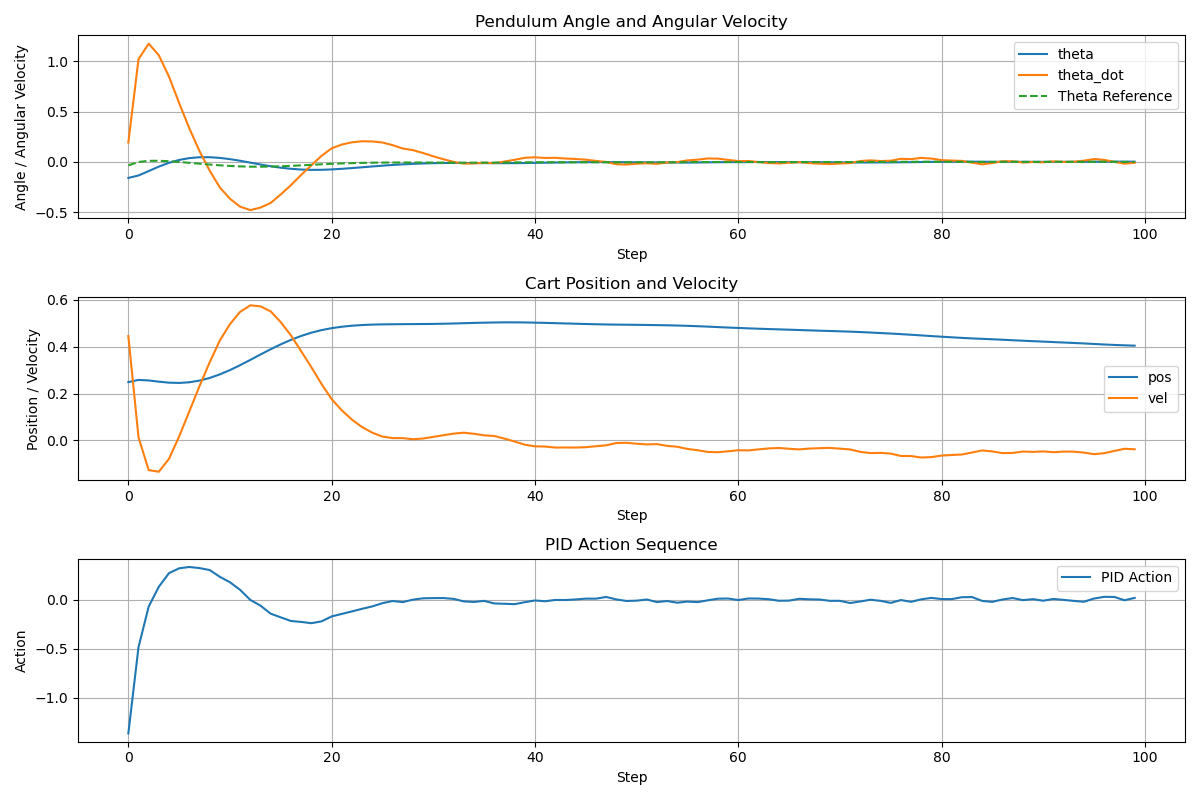 Pendulum Angle and Angular Velocity
Angle / Angular Velocity
1.0
0.5
0.0
−0.5
theta
theta_dot
Theta Reference
0 20 40 60 80 100
Step
Cart Position and Velocity
Position / Velocity
0.6
0.4
0.2
0.0
pos
vel
0 20 40 60 80 100
Step
PID Action Sequence
Action
0.0
−0.5
−1.0
PID Action
0 20 40 60 80 100
Step